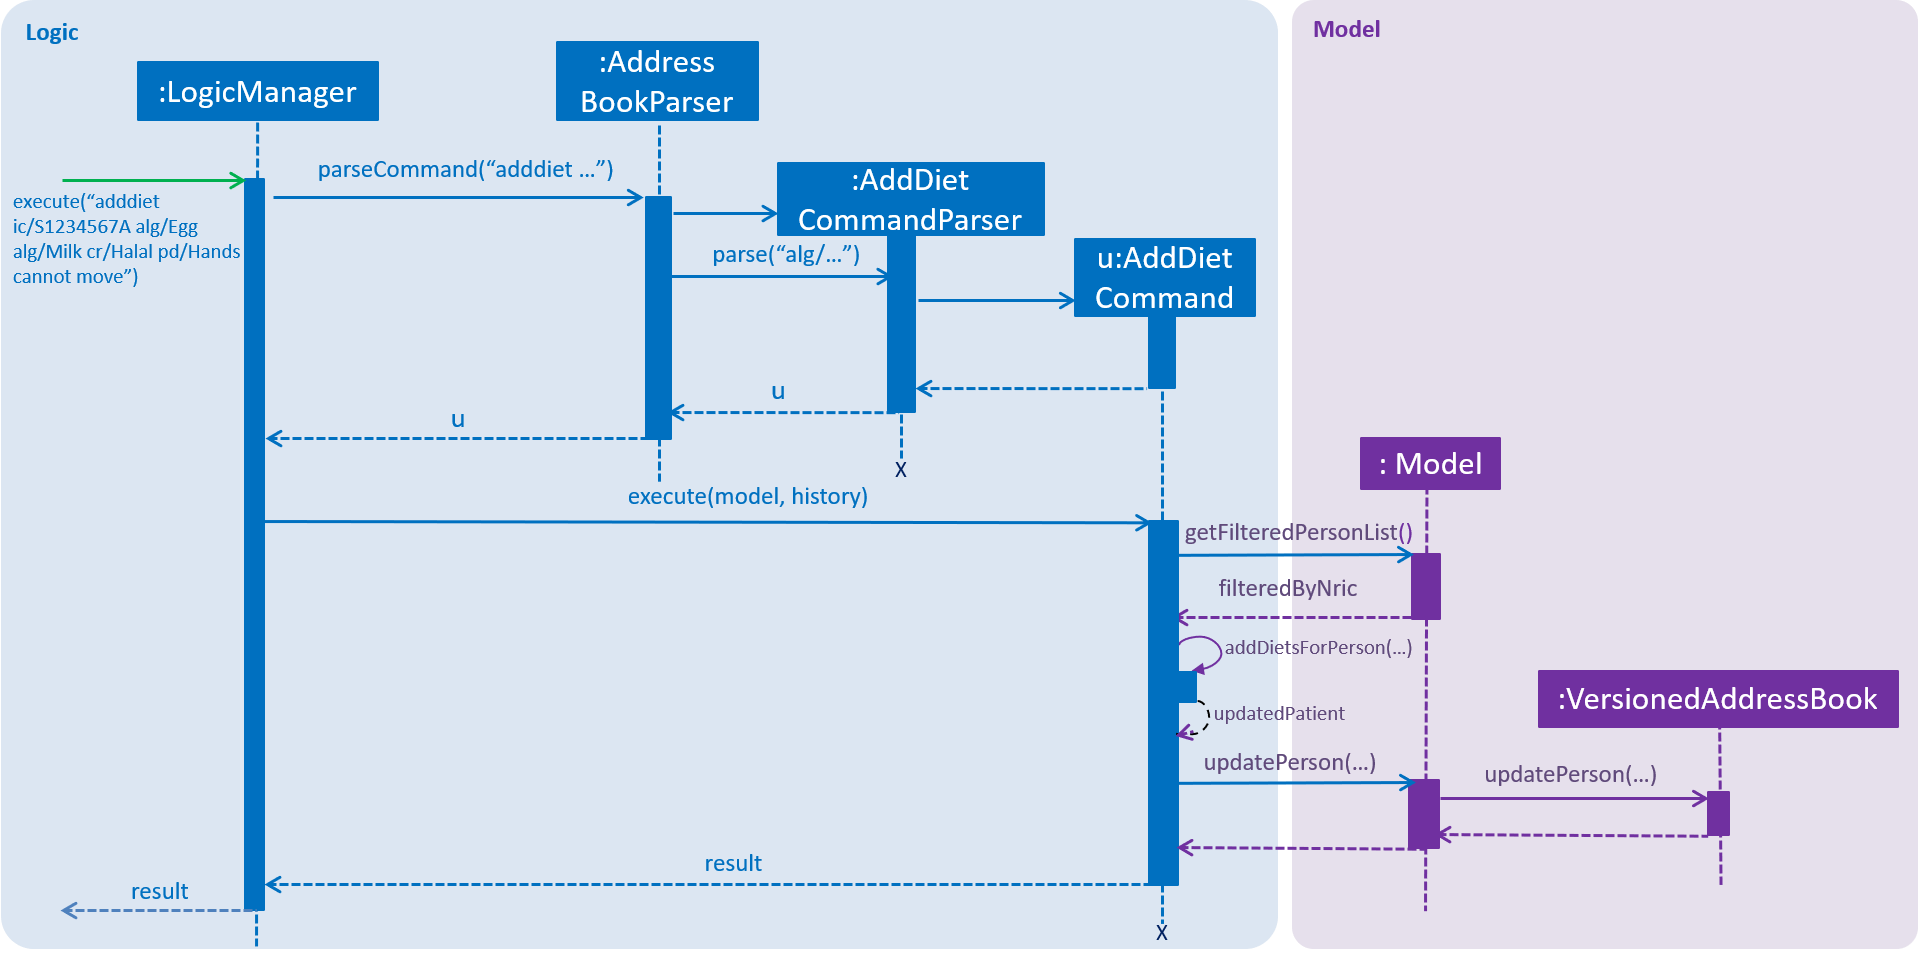 Logic
Model
:LogicManager
:Address
BookParser
parseCommand(“adddiet ...”)
:AddDiet
CommandParser
execute(“adddiet
ic/S1234567A alg/Egg
alg/Milk cr/Halal pd/Hands
cannot move”)
parse(“alg/...”)
u:AddDiet
Command
u
u
X
: Model
execute(model, history)
getFilteredPersonList()
filteredByNric
addDietsForPerson(...)
:VersionedAddressBook
updatedPatient
updatePerson(...)
updatePerson(...)
result
result
X